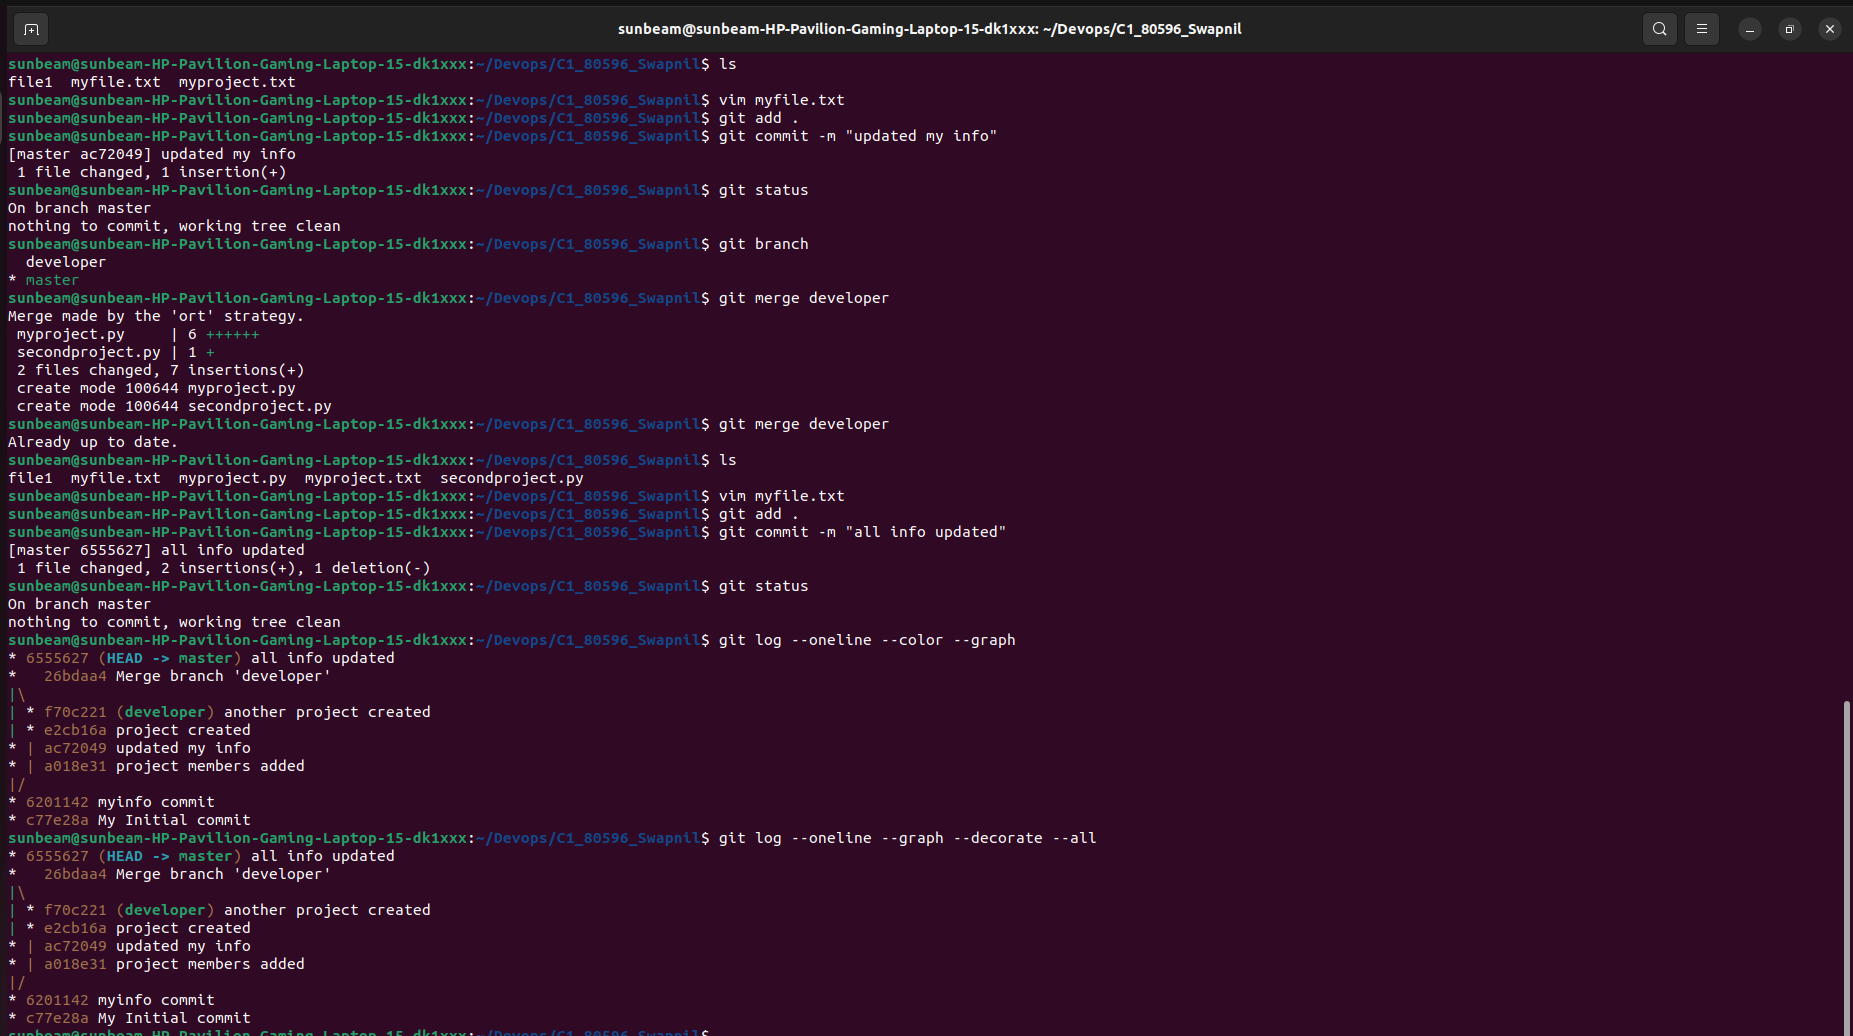 sunbeam@sunbeam-HP-Pavilion-Gaming-Laptop-15-dk1xxx: ~/Devops/C1_80596_Swapnil
sunbeam@sunbeam-HP-Pavilion-Gaming-Laptop-15-dk1xxx:~/Devops/C1_80596_Swapnil$ ls
file1  myfile.txt  myproject.txt
sunbeam@sunbeam-HP-Pavilion-Gaming-Laptop-15-dk1xxx:~/Devops/C1_80596_Swapnil$ vim myfile.txt
sunbeam@sunbeam-HP-Pavilion-Gaming-Laptop-15-dk1xxx:~/Devops/C1_80596_Swapnil$ git add .
sunbeam@sunbeam-HP-Pavilion-Gaming-Laptop-15-dk1xxx:~/Devops/C1_80596_Swapnil$ git commit -m "updated my info"
[master ac72049] updated my info
 1 file changed, 1 insertion(+)
sunbeam@sunbeam-HP-Pavilion-Gaming-Laptop-15-dk1xxx:~/Devops/C1_80596_Swapnil$ git status
On branch master
nothing to commit, working tree clean
sunbeam@sunbeam-HP-Pavilion-Gaming-Laptop-15-dk1xxx:~/Devops/C1_80596_Swapnil$ git branch
  developer
* master
sunbeam@sunbeam-HP-Pavilion-Gaming-Laptop-15-dk1xxx:~/Devops/C1_80596_Swapnil$ git merge developer
Merge made by the 'ort' strategy.
 myproject.py     | 6 ++++++
 secondproject.py | 1 +
 2 files changed, 7 insertions(+)
 create mode 100644 myproject.py
 create mode 100644 secondproject.py
sunbeam@sunbeam-HP-Pavilion-Gaming-Laptop-15-dk1xxx:~/Devops/C1_80596_Swapnil$ git merge developer
Already up to date.
sunbeam@sunbeam-HP-Pavilion-Gaming-Laptop-15-dk1xxx:~/Devops/C1_80596_Swapnil$ ls
file1  myfile.txt  myproject.py  myproject.txt  secondproject.py
sunbeam@sunbeam-HP-Pavilion-Gaming-Laptop-15-dk1xxx:~/Devops/C1_80596_Swapnil$ vim myfile.txt
sunbeam@sunbeam-HP-Pavilion-Gaming-Laptop-15-dk1xxx:~/Devops/C1_80596_Swapnil$ git add .
sunbeam@sunbeam-HP-Pavilion-Gaming-Laptop-15-dk1xxx:~/Devops/C1_80596_Swapnil$ git commit -m "all info updated"
[master 6555627] all info updated
 1 file changed, 2 insertions(+), 1 deletion(-)
sunbeam@sunbeam-HP-Pavilion-Gaming-Laptop-15-dk1xxx:~/Devops/C1_80596_Swapnil$ git status
On branch master
nothing to commit, working tree clean
sunbeam@sunbeam-HP-Pavilion-Gaming-Laptop-15-dk1xxx:~/Devops/C1_80596_Swapnil$ git log --oneline --color --graph
* 6555627 (HEAD -> master) all info updated
*   26bdaa4 Merge branch 'developer'
|\
| * f70c221 (developer) another project created
| * e2cb16a project created
* | ac72049 updated my info
* | a018e31 project members added
|/
* 6201142 myinfo commit
* c77e28a My Initial commit
sunbeam@sunbeam-HP-Pavilion-Gaming-Laptop-15-dk1xxx:~/Devops/C1_80596_Swapnil$ git log --oneline --graph --decorate --all
* 6555627 (HEAD -> master) all info updated
*   26bdaa4 Merge branch 'developer'
|\
| * f70c221 (developer) another project created
| * e2cb16a project created
* | ac72049 updated my info
* | a018e31 project members added
|/
* 6201142 myinfo commit
* c77e28a My Initial commit
sunbeam@sunbeam-HP-Pavilion-Gaming-Laptop-15-dk1xxx:~/Devops/C1_80596_Swapnil$